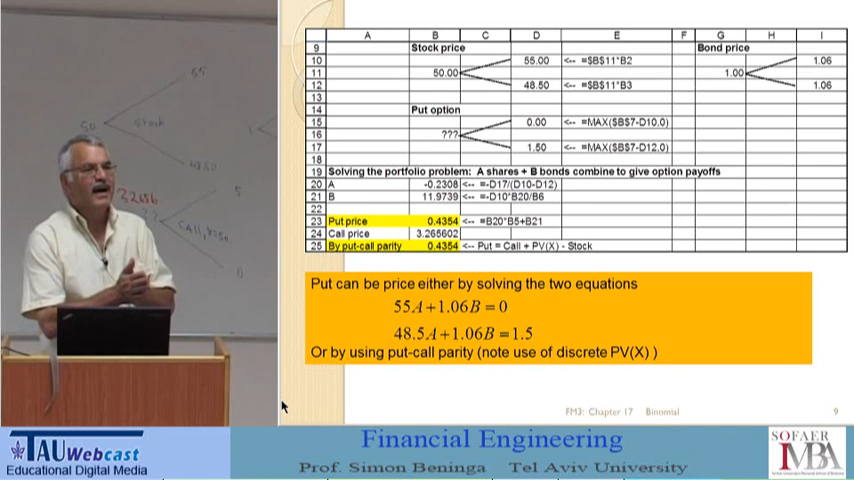 A B C D E F G H I
9 Stock price Bond price
10 55.00 <-- =$B$11*B2 1.06
11 50.00 1.00
12 48.50 <-- =$B$11*B3 1.06
13
14 Put option
15 0.00 <-- =MAX($B$7-D10,0)
16 ???
17 1.50 <-- =MAX($B$7-D12,0)
18
19 Solving the portfolio problem: A shares + B bonds combine to give option payoffs
20 A -0.2308 <-- =-D17/(D10-D12)
21 B 11.9739 <-- =-D10*B20/B6
22
23 Put price 0.4354 <-- =B20*B5+B21
24 Call price 3.265602
25 By put-call parity 0.4354 <-- Put = Call + PV(X) - Stock
Put can be price either by solving the two equations
55A+1.06B = 0
48.5A+1.06B = 1.5
Or by using put-call parity (note use of discrete PV(X) )
FM3: Chapter 17 Binomial 9
55
50 stock
48.50
5
CALL, X=50
0
TAU Webcast
Educational Digital Media
Financial Engineering
Prof. Simon Beninga Tel Aviv University
SOFAER
IMBA